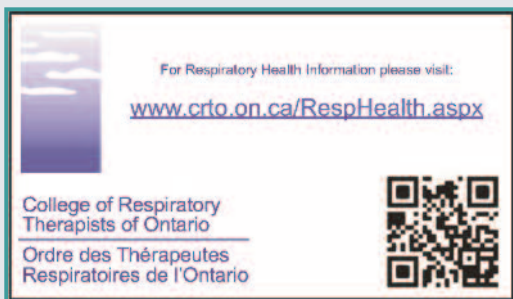 For Respiratory Health Information please visit:
www.crto.on.ca/RespHealth.aspx
College of Respiratory
Therapists of Ontario
Ordre des Thérapeutes
Respiratoires de l'Ontario